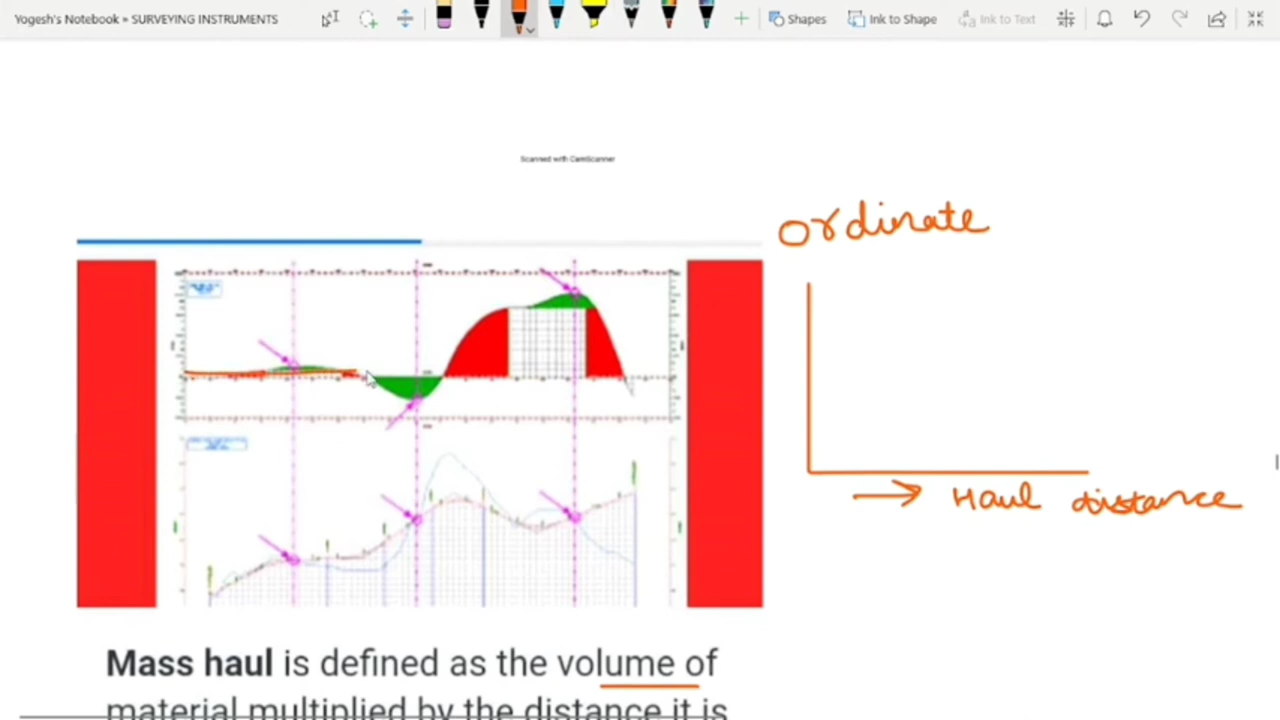 Yogesh's Notebook » SURVEYING INSTRUMENTS
Shapes
Ink to Shape
Ink to Text
Scanned with CamScanner
ordinate
Haul distance
Mass haul is defined as the volume of
material multiplied by the distance it is